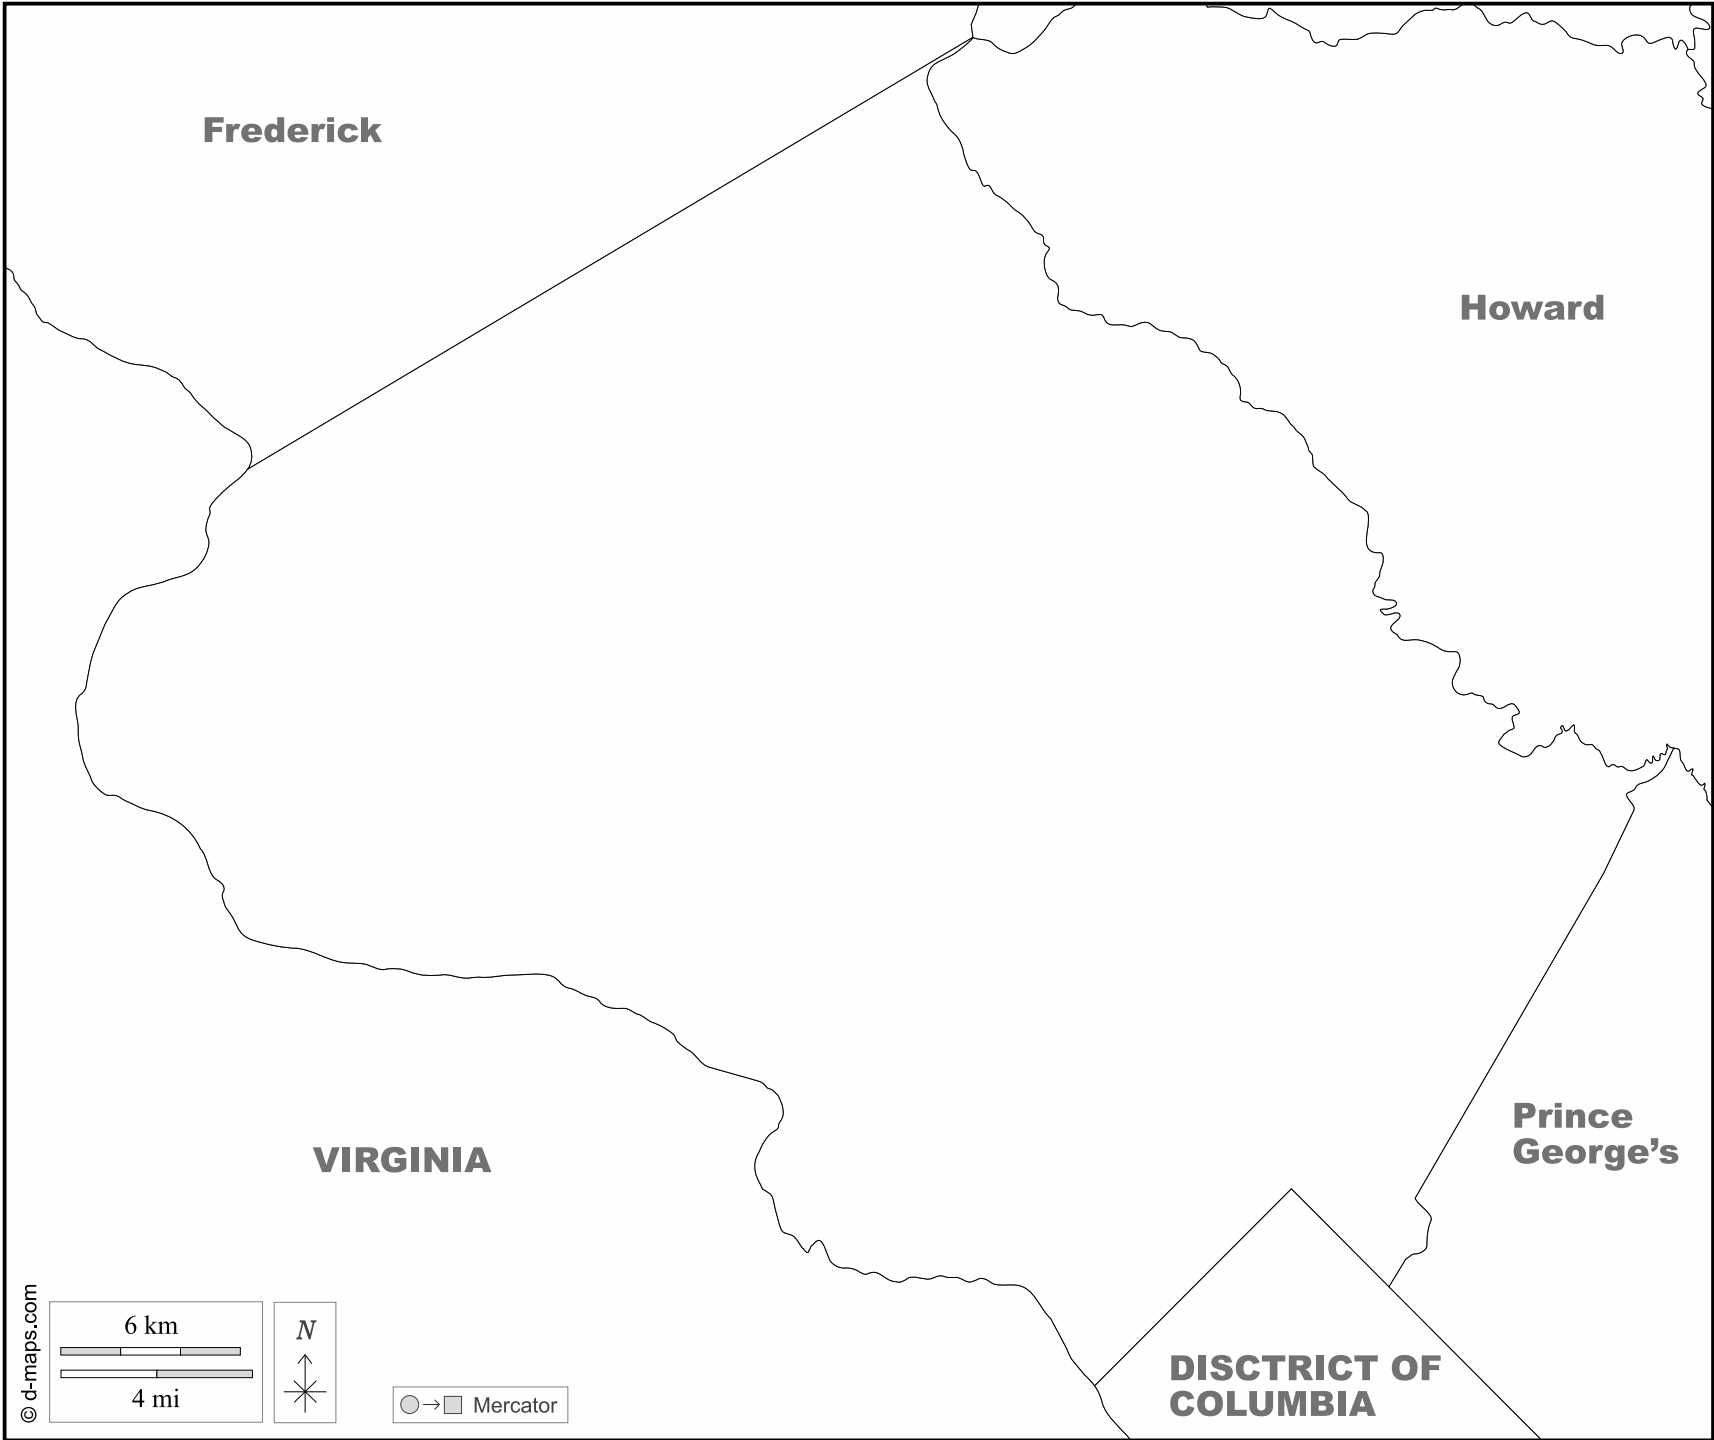 Frederick
Howard
Prince
George’s
VIRGINIA
DISCTRICT OF
COLUMBIA
© d-maps.com
6 km
4 mi
N
Mercator